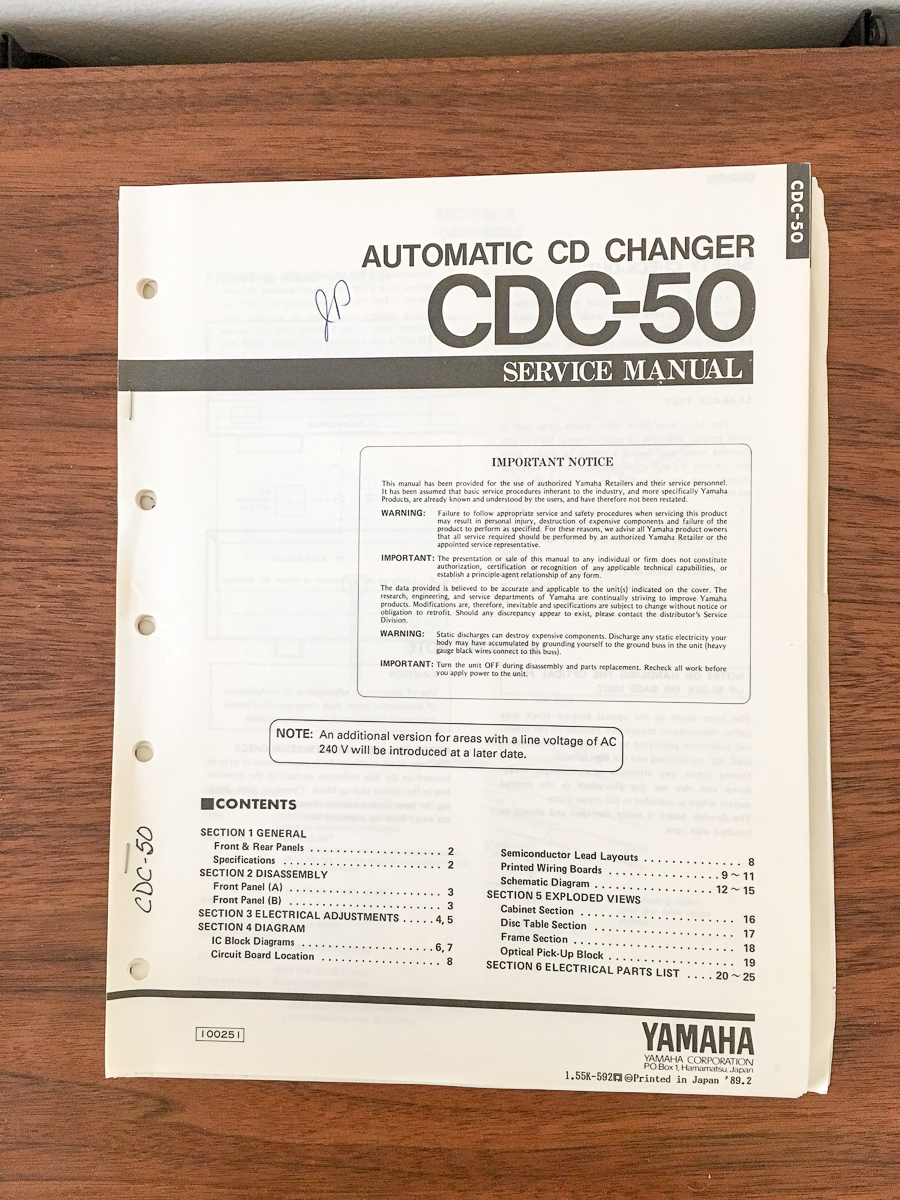 CDC-50
AUTOMATIC CD CHANGER
CDC-50
SERVICE MANUAL
IMPORTANT NOTICE
This manual has been provided for the use of authorized Yamaha Retailers and their service personnel.
It has been assumed that basic service procedures inherant to the industry, and more specifically Yamaha
Products, are already known and understood by the users, and have therefore not been restated.
WARNING: Failure to follow appropriate service and safety procedures when servicing this product
may result in personal injury, destruction of expensive components and failure of the
product to perform as specified. For these reasons, we advise all Yamaha product owners
that all service required should be performed by an authorized Yamaha Retailer or the
appointed service representative.
IMPORTANT: The presentation or sale of this manual to any individual or firm does not constitute
authorization, certification or recognition of any applicable technical capabilities, or
establish a principle-agent relationship of any form.
The data provided is believed to be accurate and applicable to the unit(s) indicated on the cover. The
research, engineering, and service departments of Yamaha are continually striving to improve Yamaha
products. Modifications are, therefore, inevitable and specifications are subject to change without notice or
obligation to retrofit. Should any discrepancy appear to exist, please contact the distributor's Service
Division.
WARNING: Static discharges can destroy expensive components. Discharge any static electricity your
body may have accumulated by grounding yourself to the ground buss in the unit (heavy
gauge black wires connect to this buss).
IMPORTANT: Turn the unit OFF during disassembly and parts replacement. Recheck all work before
you apply power to the unit.
NOTE: An additional version for areas with a line voltage of AC
240 V will be introduced at a later date.
■CONTENTS
SECTION 1 GENERAL
Front & Rear Panels . . . . . . . . . . . . . . . . . . . . 2
Specifications . . . . . . . . . . . . . . . . . . . . . . . . 2
SECTION 2 DISASSEMBLY
Front Panel (A) . . . . . . . . . . . . . . . . . . . . . . . 3
Front Panel (B) . . . . . . . . . . . . . . . . . . . . . . . 3
SECTION 3 ELECTRICAL ADJUSTMENTS . . . . . 4, 5
SECTION 4 DIAGRAM
IC Block Diagrams . . . . . . . . . . . . . . . . . . . . 6, 7
Circuit Board Location . . . . . . . . . . . . . . . . . . 8
Semiconductor Lead Layouts . . . . . . . . . . . . . . 8
Printed Wiring Boards . . . . . . . . . . . . . . . . 9 ~ 11
Schematic Diagram . . . . . . . . . . . . . . . . . 12 ~ 15
SECTION 5 EXPLODED VIEWS
Cabinet Section . . . . . . . . . . . . . . . . . . . . . . 16
Disc Table Section . . . . . . . . . . . . . . . . . . . . 17
Frame Section . . . . . . . . . . . . . . . . . . . . . . . 18
Optical Pick-Up Block . . . . . . . . . . . . . . . . . . 19
SECTION 6 ELECTRICAL PARTS LIST . . . . 20 ~ 25
CDC-50
100251
YAMAHA
YAMAHA CORPORATION
P.O.Box 1, Hamamatsu, Japan
1.55K-592 Printed in Japan '89.2